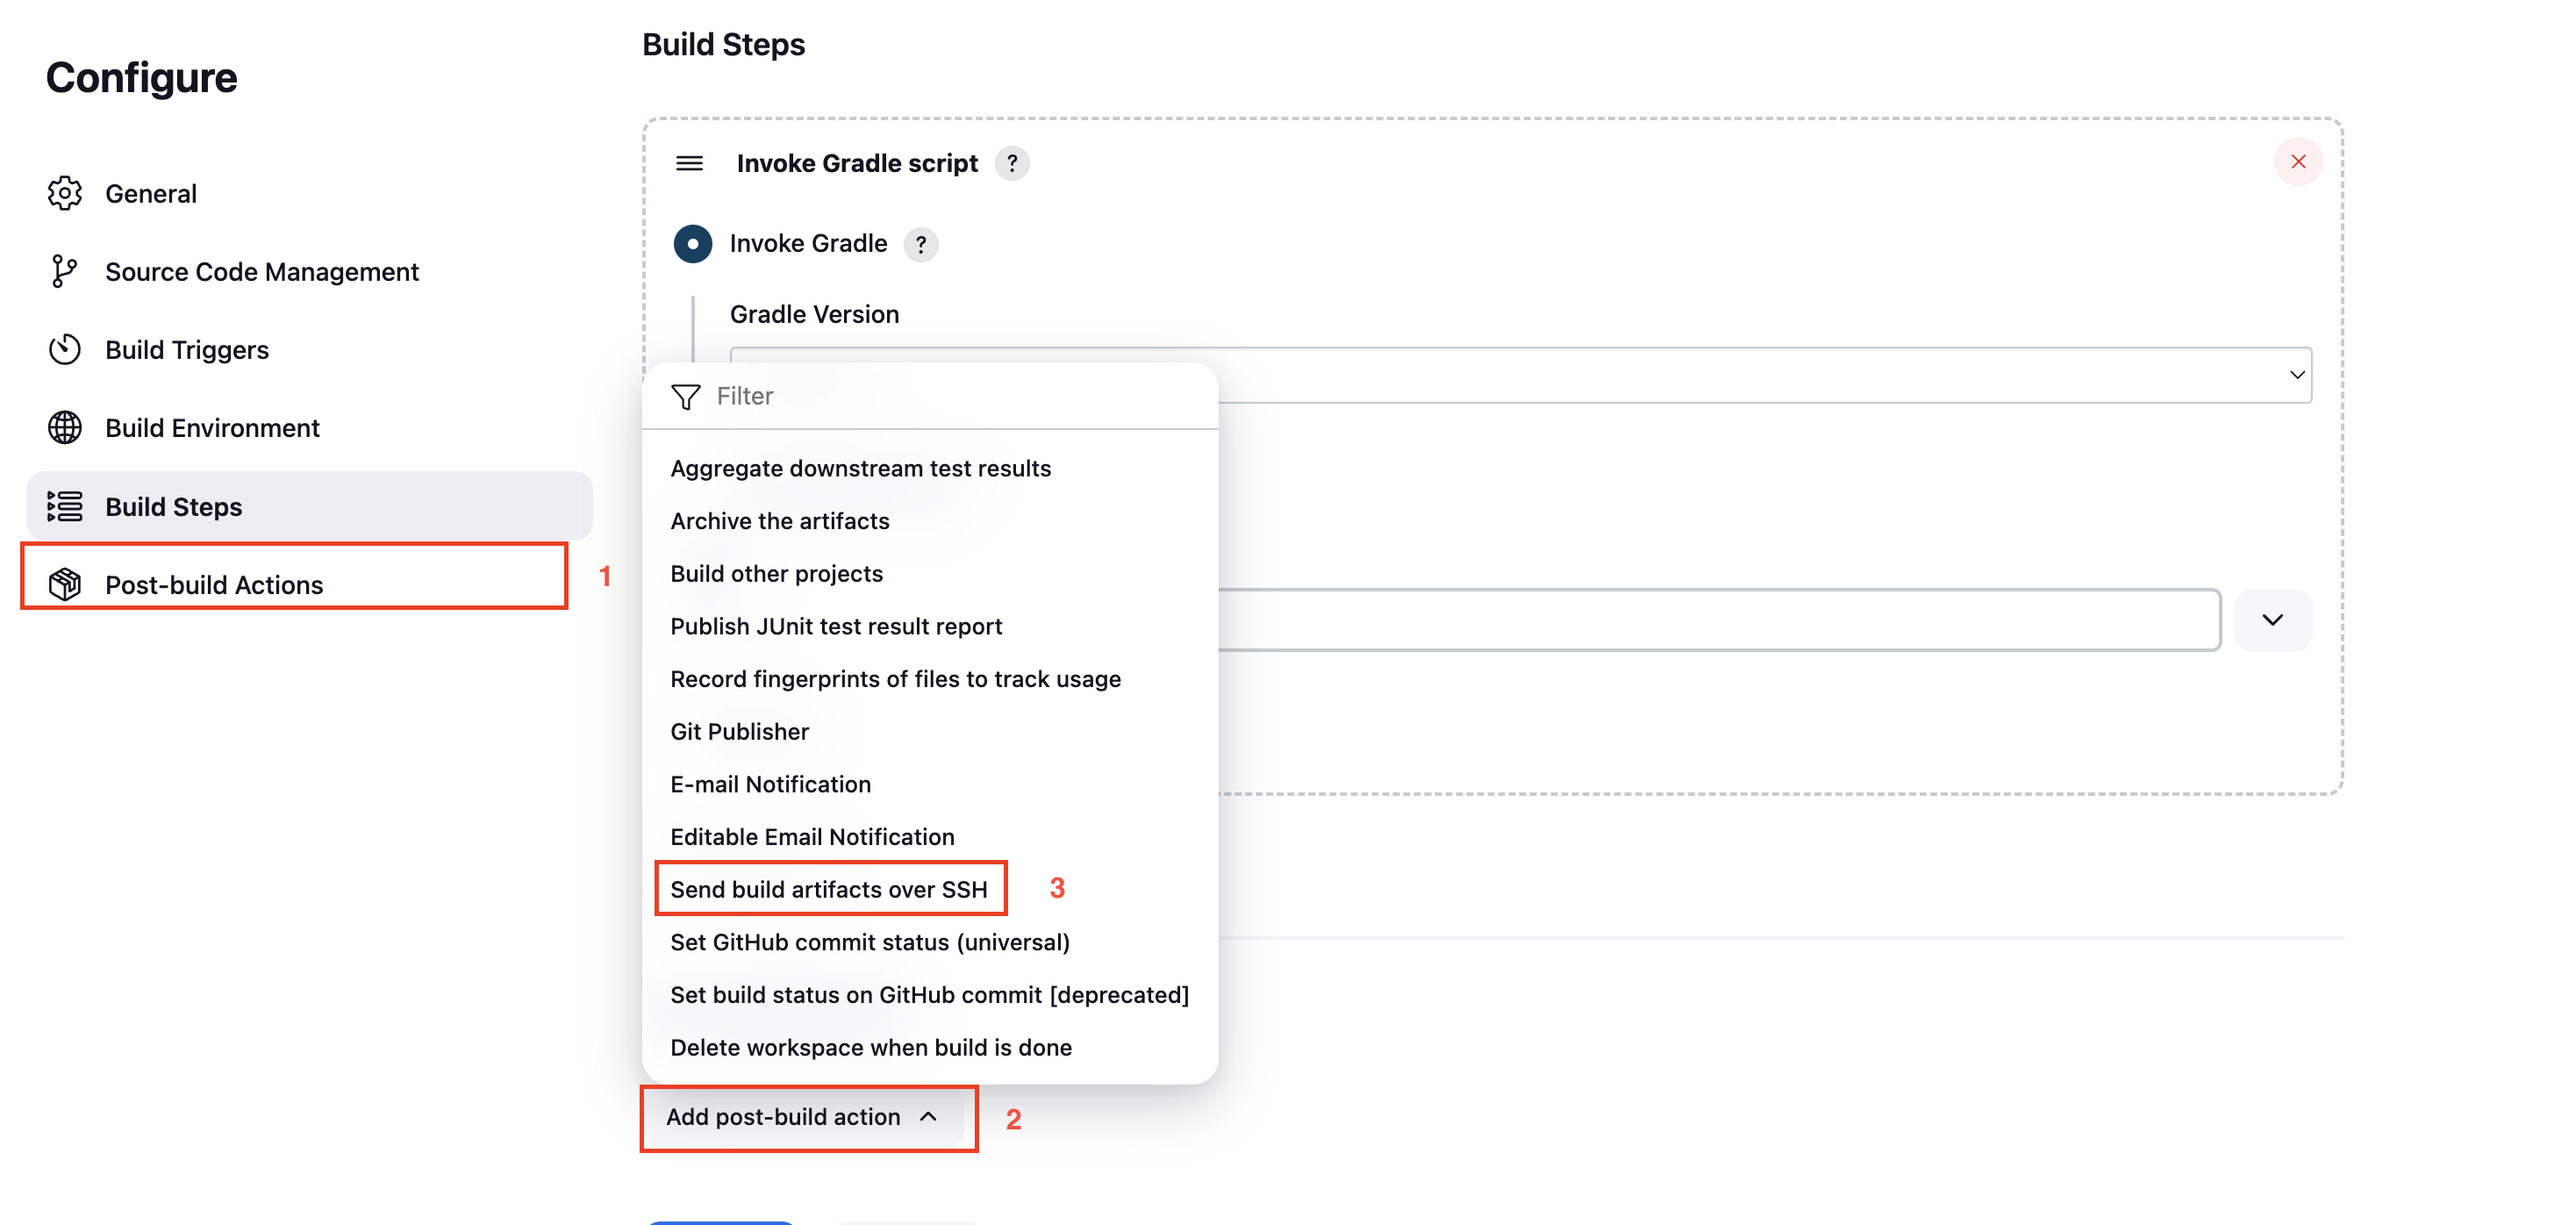 Configure
General
Source Code Management
Build Triggers
Build Environment
Build Steps
Post-build Actions
1
Build Steps
Invoke Gradle script ?
Invoke Gradle ?
Gradle Version
Filter
Aggregate downstream test results
Archive the artifacts
Build other projects
Publish JUnit test result report
Record fingerprints of files to track usage
Git Publisher
E-mail Notification
Editable Email Notification
Send build artifacts over SSH 3
Set GitHub commit status (universal)
Set build status on GitHub commit [deprecated]
Delete workspace when build is done
Add post-build action 2